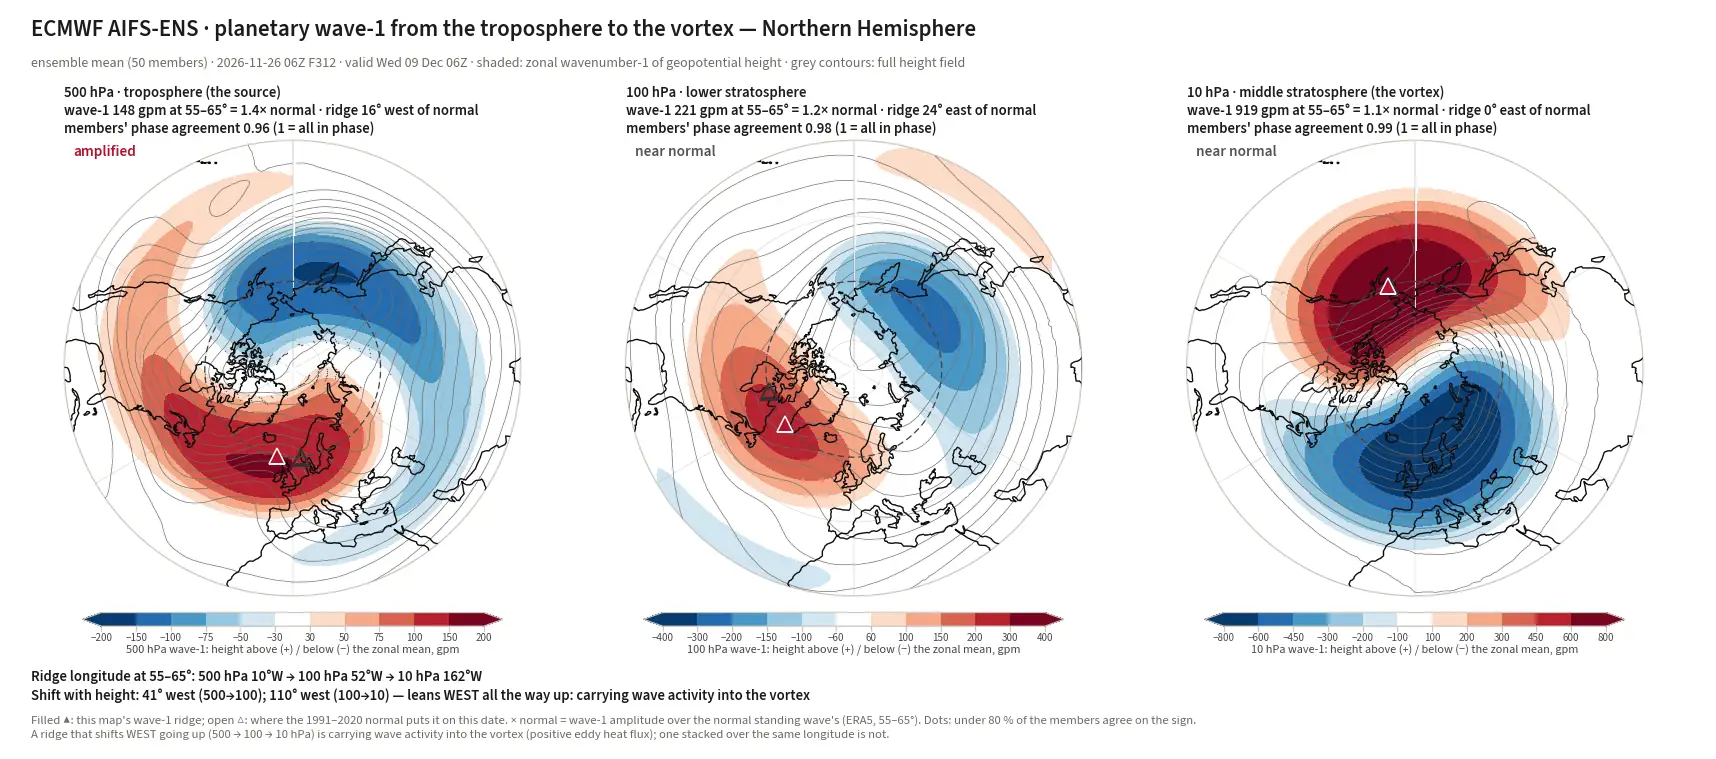 ECMWF AIFS-ENS · planetary wave-1 from the troposphere to the vortex — Northern Hemisphere
ensemble mean (50 members) · 2026-11-26 06Z F312 · valid Wed 09 Dec 06Z · shaded: zonal wavenumber-1 of geopotential height · grey contours: full height field
500 hPa · troposphere (the source)
wave-1 148 gpm at 55–65° = 1.4× normal · ridge 16° west of normal
members' phase agreement 0.96 (1 = all in phase)
amplified
100 hPa · lower stratosphere
wave-1 221 gpm at 55–65° = 1.2× normal · ridge 24° east of normal
members' phase agreement 0.98 (1 = all in phase)
near normal
10 hPa · middle stratosphere (the vortex)
wave-1 919 gpm at 55–65° = 1.1× normal · ridge 0° east of normal
members' phase agreement 0.99 (1 = all in phase)
near normal
−200 −150 −100 −75 −50 −30 30 50 75 100 150 200
500 hPa wave-1: height above (+) / below (−) the zonal mean, gpm
−400 −300 −200 −150 −100 −60 60 100 150 200 300 400
100 hPa wave-1: height above (+) / below (−) the zonal mean, gpm
−800 −600 −450 −300 −200 −100 100 200 300 450 600 800
10 hPa wave-1: height above (+) / below (−) the zonal mean, gpm
Ridge longitude at 55–65°: 500 hPa 10°W → 100 hPa 52°W → 10 hPa 162°W
Shift with height: 41° west (500→100); 110° west (100→10) — leans WEST all the way up: carrying wave activity into the vortex
Filled ▲: this map's wave-1 ridge; open △: where the 1991–2020 normal puts it on this date. × normal = wave-1 amplitude over the normal standing wave's (ERA5, 55–65°). Dots: under 80 % of the members agree on the sign.
A ridge that shifts WEST going up (500 → 100 → 10 hPa) is carrying wave activity into the vortex (positive eddy heat flux); one stacked over the same longitude is not.